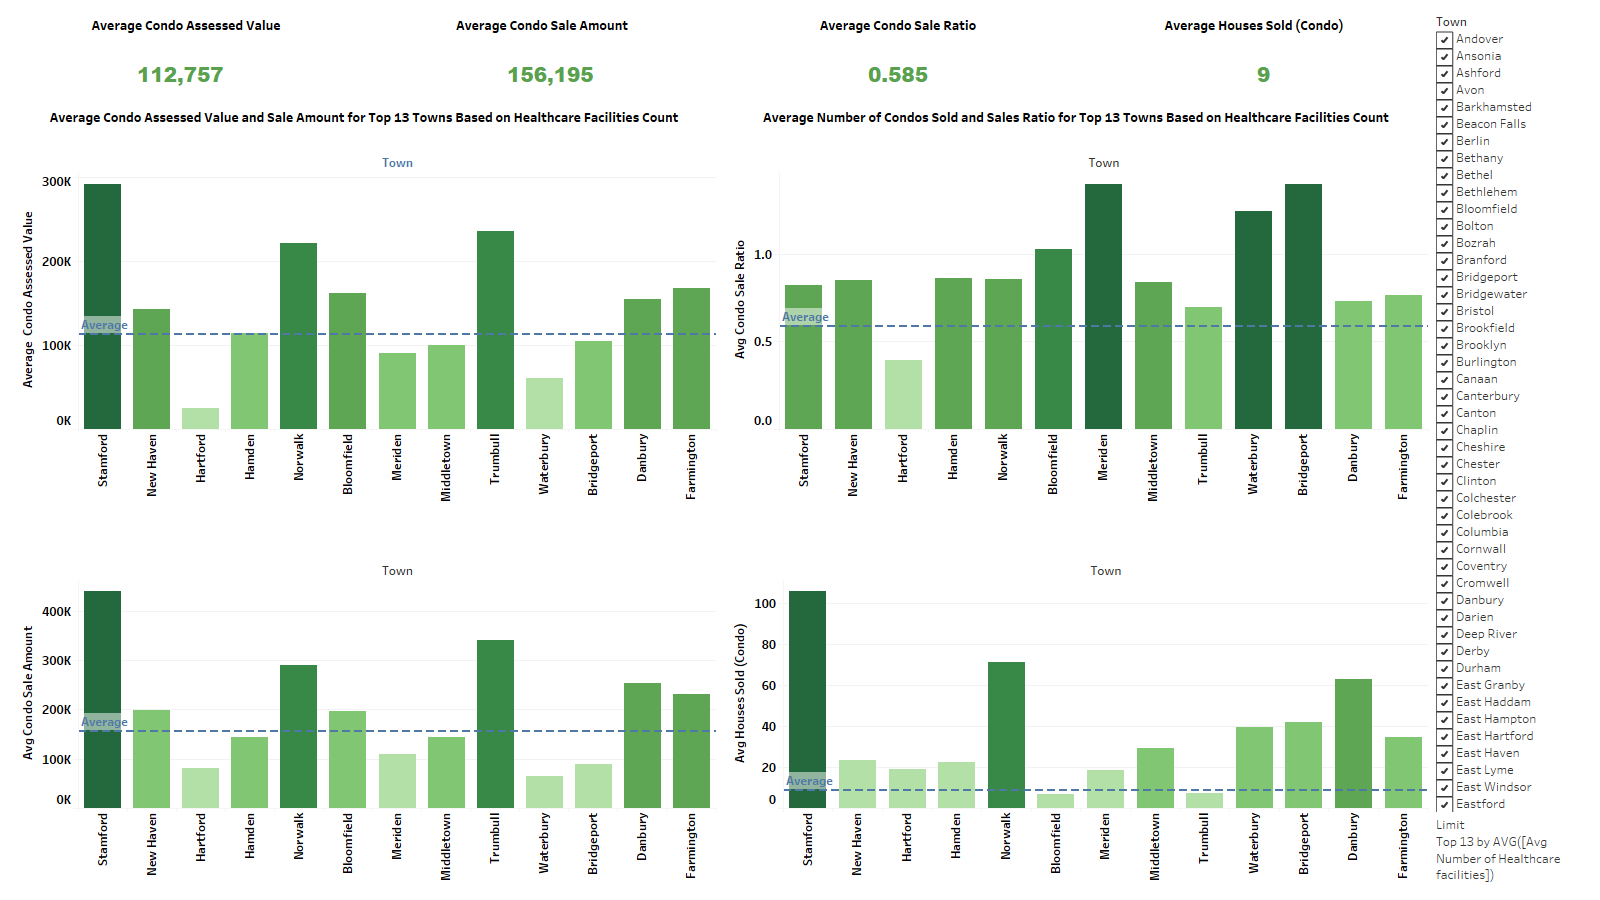 Average Condo Assessed Value
Average Condo Sale Amount
Average Condo Sale Ratio
Average Houses Sold (Condo)
112,757
156,195
0.585
9
Average Condo Assessed Value and Sale Amount for Top 13 Towns Based on Healthcare Facilities Count
Town
Average Condo Assessed Value
300K
200K
100K
0K
Average
Stamford
New Haven
Hartford
Hamden
Norwalk
Bloomfield
Meriden
Middletown
Trumbull
Waterbury
Bridgeport
Danbury
Farmington
Town
Avg Condo Sale Amount
400K
300K
200K
100K
0K
Average
Stamford
New Haven
Hartford
Hamden
Norwalk
Bloomfield
Meriden
Middletown
Trumbull
Waterbury
Bridgeport
Danbury
Farmington
Average Number of Condos Sold and Sales Ratio for Top 13 Towns Based on Healthcare Facilities Count
Town
Avg Condo Sale Ratio
1.0
0.5
0.0
Average
Stamford
New Haven
Hartford
Hamden
Norwalk
Bloomfield
Meriden
Middletown
Trumbull
Waterbury
Bridgeport
Danbury
Farmington
Town
Avg Houses Sold (Condo)
100
80
60
40
20
0
Average
Stamford
New Haven
Hartford
Hamden
Norwalk
Bloomfield
Meriden
Middletown
Trumbull
Waterbury
Bridgeport
Danbury
Farmington
Town
Andover
Ansonia
Ashford
Avon
Barkhamsted
Beacon Falls
Berlin
Bethany
Bethel
Bethlehem
Bloomfield
Bolton
Bozrah
Branford
Bridgeport
Bridgewater
Bristol
Brookfield
Brooklyn
Burlington
Canaan
Canterbury
Canton
Chaplin
Cheshire
Chester
Clinton
Colchester
Colebrook
Columbia
Cornwall
Coventry
Cromwell
Danbury
Darien
Deep River
Derby
Durham
East Granby
East Haddam
East Hampton
East Hartford
East Haven
East Lyme
East Windsor
Eastford
Limit
Top 13 by AVG([Avg
Number of Healthcare
facilities])